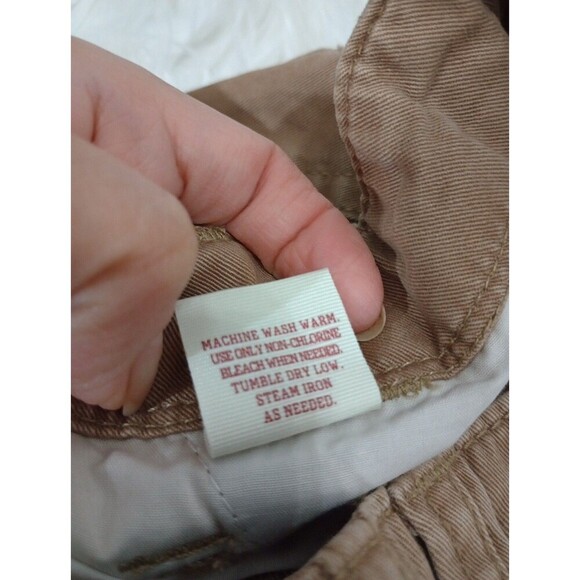 MACHINE WASH WARM.
USE ONLY NON-CHLORINE
BLEACH WHEN NEEDED.
TUMBLE DRY LOW.
STEAM IRON
AS NEEDED.